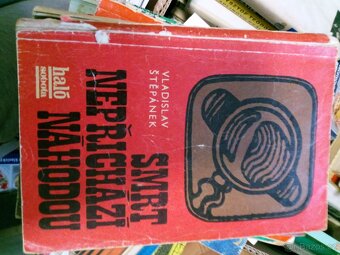 VLADISLAV
ŠTĚPÁNEK
SMRT
NEPŘICHÁZÍ
NÁHODOU
haló
sobota